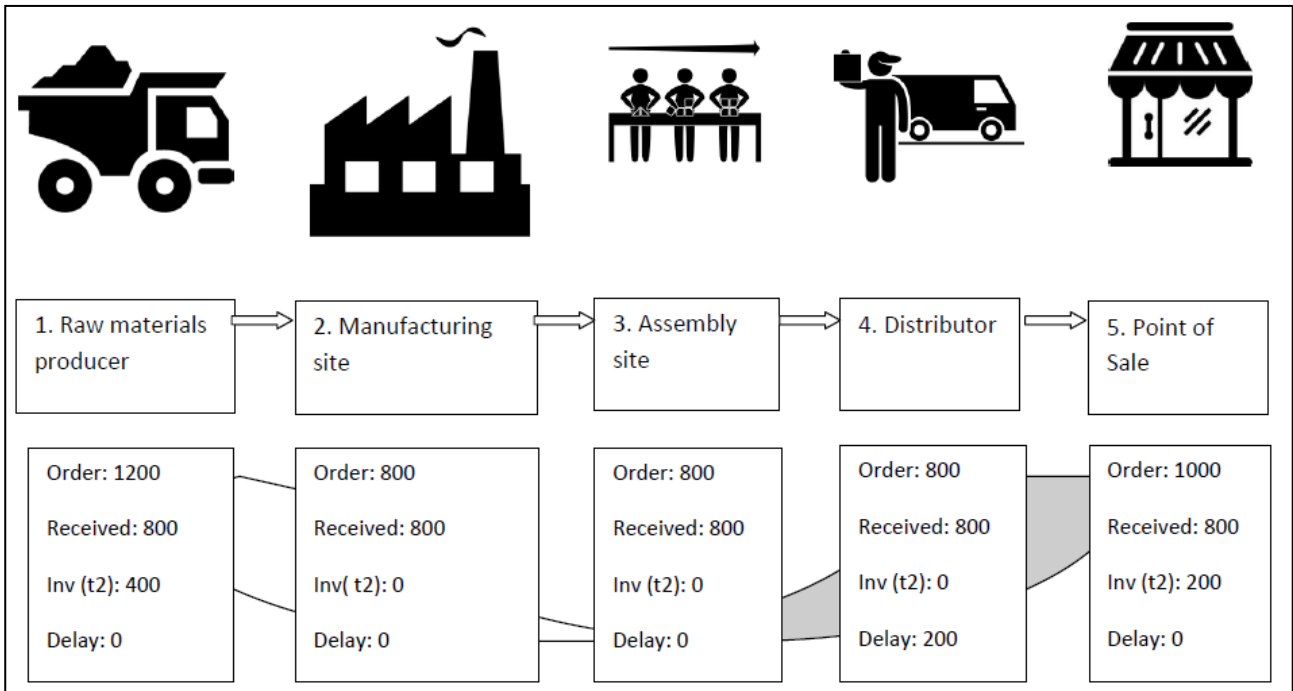 1. Raw materials
producer
2. Manufacturing
site
3. Assembly
site
4. Distributor
5. Point of
Sale
Order: 1200
Received: 800
Inv (t2): 400
Delay: 0
Order: 800
Received: 800
Inv( t2): 0
Delay: 0
Order: 800
Received: 800
Inv (t2): 0
Delay: 0
Order: 800
Received: 800
Inv (t2): 0
Delay: 200
Order: 1000
Received: 800
Inv (t2): 200
Delay: 0